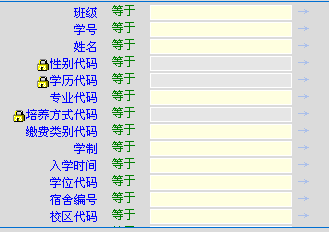 班级 等于 →
学号 等于 →
姓名 等于 →
性别代码 等于 →
学历代码 等于 →
专业代码 等于 →
培养方式代码 等于 →
缴费类别代码 等于 →
学制 等于 →
入学时间 等于 →
学位代码 等于 →
宿舍编号 等于 →
校区代码 等于 →